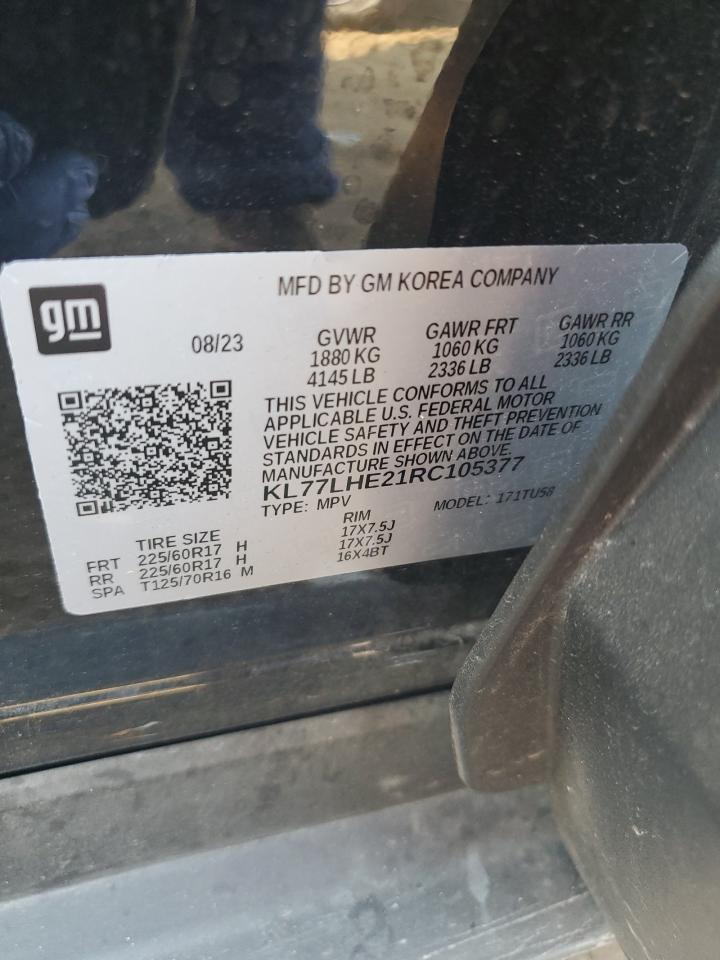 gm
MFD BY GM KOREA COMPANY
08/23
GVWR
1880 KG
4145 LB
GAWR FRT
1060 KG
2336 LB
GAWR RR
1060 KG
2336 LB
THIS VEHICLE CONFORMS TO ALL
APPLICABLE U.S. FEDERAL MOTOR
VEHICLE SAFETY AND THEFT PREVENTION
STANDARDS IN EFFECT ON THE DATE OF
MANUFACTURE SHOWN ABOVE.
KL77LHE21RC105377
TYPE: MPV
MODEL: 171TU58
TIRE SIZE RIM
FRT 225/60R17 H 17X7.5J
RR 225/60R17 H 17X7.5J
SPA T125/70R16 M 16X4BT